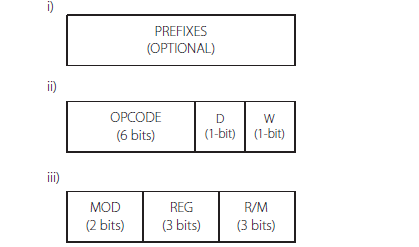 i)
PREFIXES
(OPTIONAL)
ii)
OPCODE D W
(6 bits) (1-bit) (1-bit)
iii)
MOD REG R/M
(2 bits) (3 bits) (3 bits)